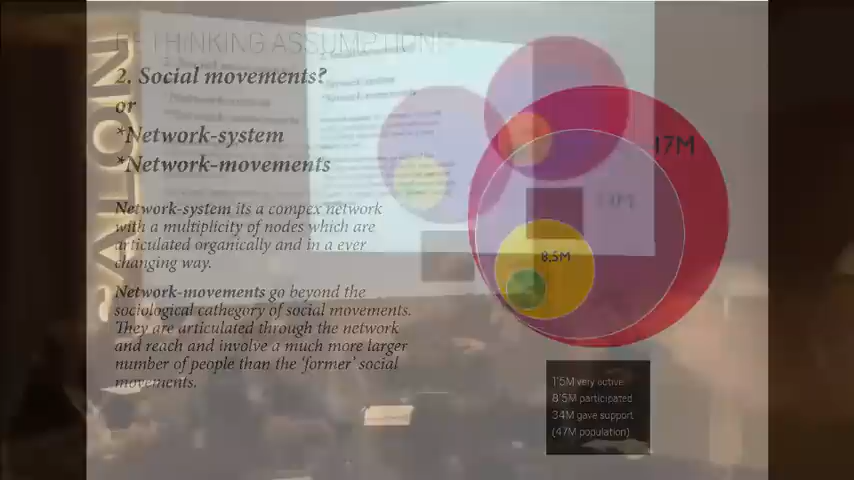 RETHINKING ASSUMPTIONS
2. Social movements?
or
*Network-system
*Network-movements
Network-system its a compex network
with a multiplicity of nodes which are
articulated organically and in a ever
changing way.
Network-movements go beyond the
sociological cathegory of social movements.
They are articulated through the network
and reach and involve a much more larger
number of people than the 'former' social
movements.
SALON
8.5M
1'5M very active
8'5M participated
34M gave support
(47M population)